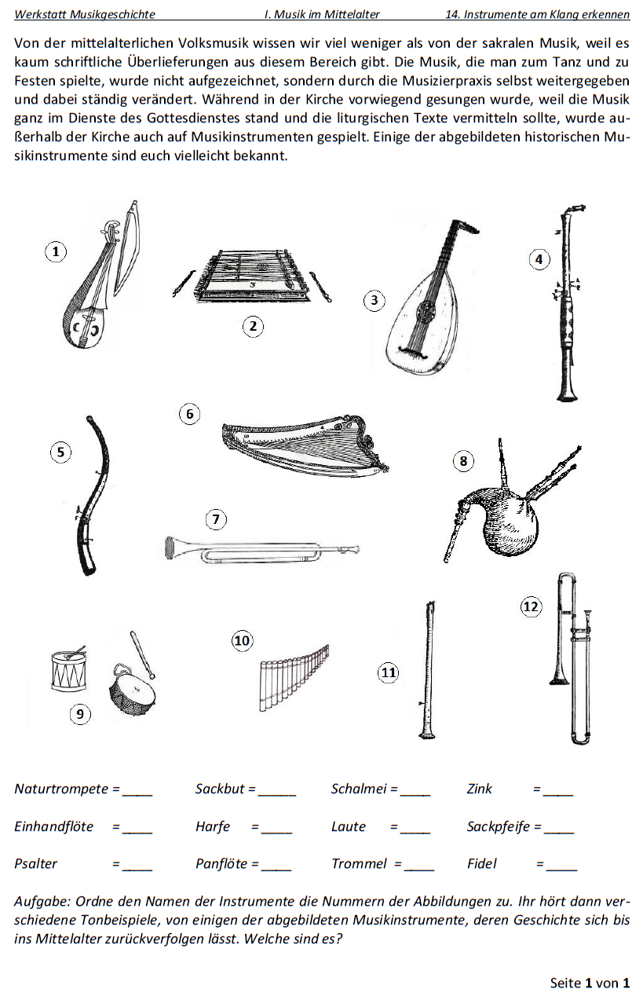 Werkstatt Musikgeschichte I. Musik im Mittelalter 14. Instrumente am Klang erkennen
Von der mittelalterlichen Volksmusik wissen wir viel weniger als von der sakralen Musik, weil es
kaum schriftliche Überlieferungen aus diesem Bereich gibt. Die Musik, die man zum Tanz und zu
Festen spielte, wurde nicht aufgezeichnet, sondern durch die Musizierpraxis selbst weitergegeben
und dabei ständig verändert. Während in der Kirche vorwiegend gesungen wurde, weil die Musik
ganz im Dienste des Gottesdienstes stand und die liturgischen Texte vermitteln sollte, wurde au-
ßerhalb der Kirche auch auf Musikinstrumenten gespielt. Einige der abgebildeten historischen Mu-
sikinstrumente sind euch vielleicht bekannt.
1
2
3
4
5
6
7
8
9
10
11
12
Naturtrompete = ____ Sackbut = _____ Schalmei = ____ Zink = ____
Einhandflöte = ____ Harfe = ____ Laute = ____ Sackpfeife = ____
Psalter = ____ Panflöte = ____ Trommel = ____ Fidel = ____
Aufgabe: Ordne den Namen der Instrumente die Nummern der Abbildungen zu. Ihr hört dann ver-
schiedene Tonbeispiele, von einigen der abgebildeten Musikinstrumente, deren Geschichte sich bis
ins Mittelalter zurückverfolgen lässt. Welche sind es?
Seite 1 von 1